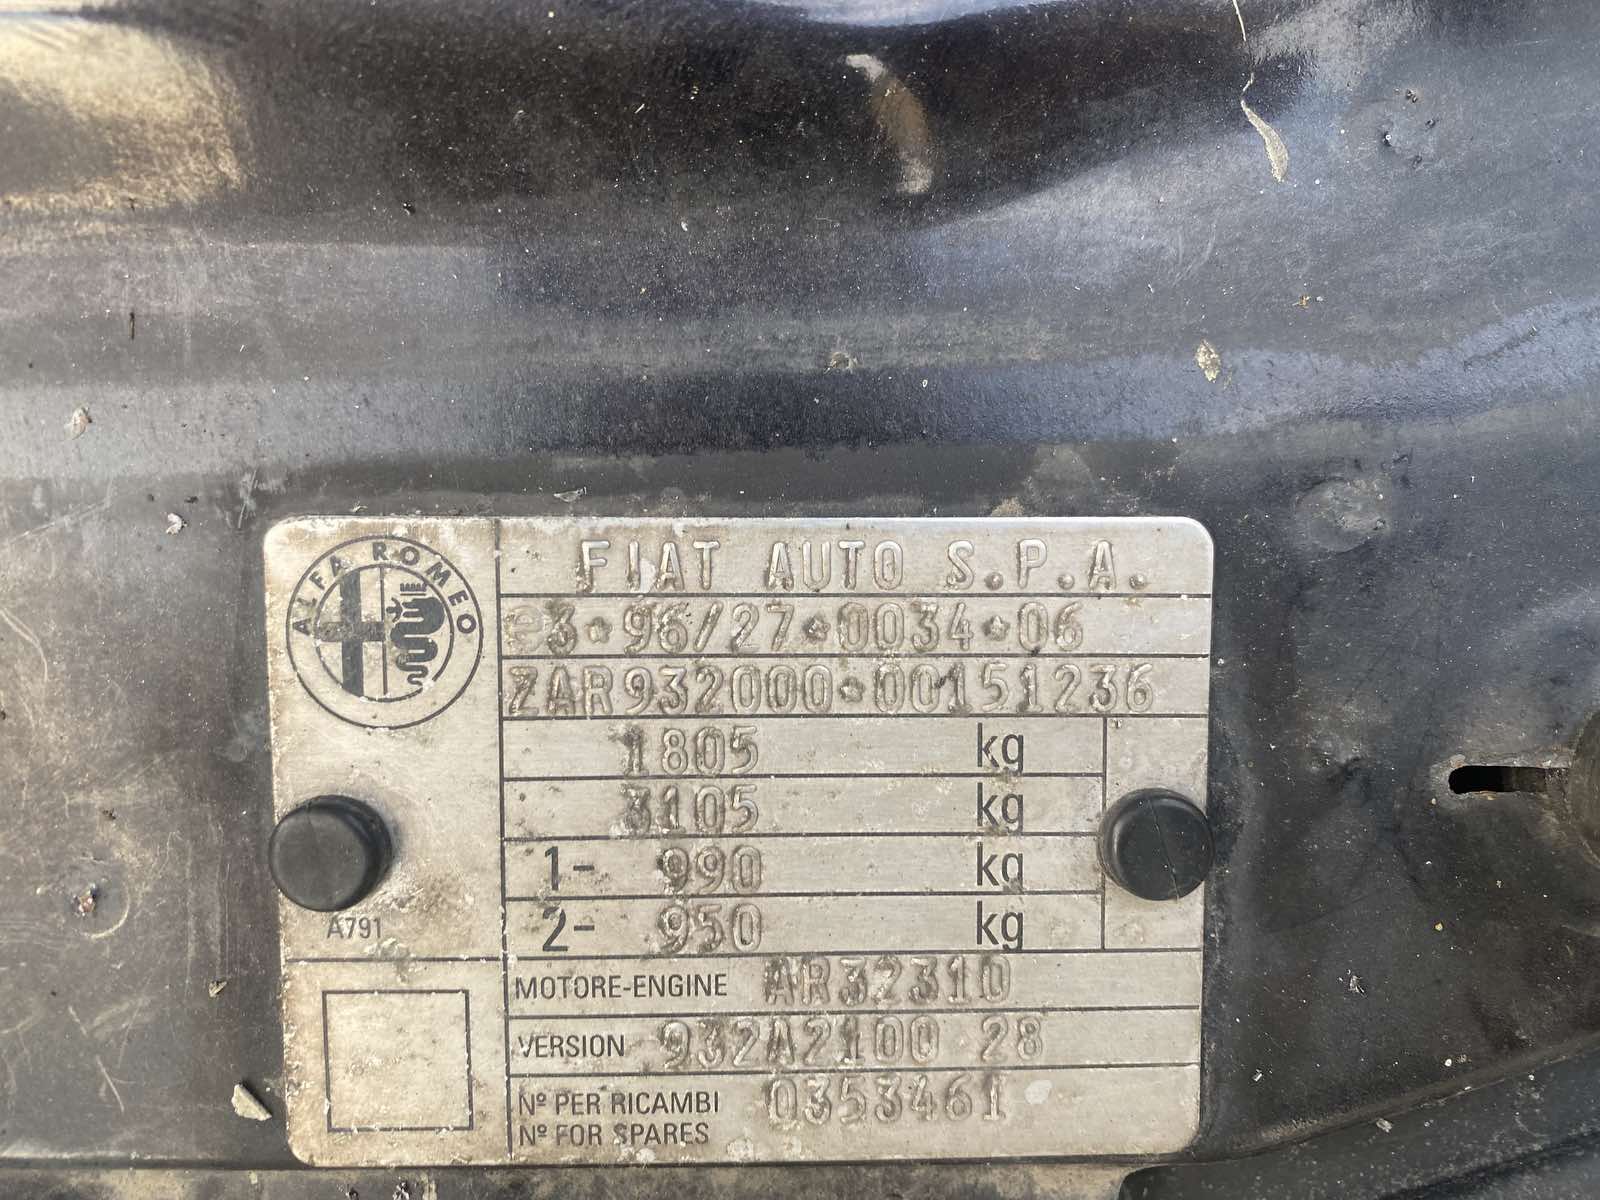 ALFA ROMEO
FIAT AUTO S.P.A.
e3*96/27*0034*06
ZAR932000*00151236
1805 kg
3105 kg
1- 990 kg
2- 950 kg
A791
MOTORE-ENGINE AR32310
VERSION 932A2100 28
Nº PER RICAMBI 0353461
Nº FOR SPARES